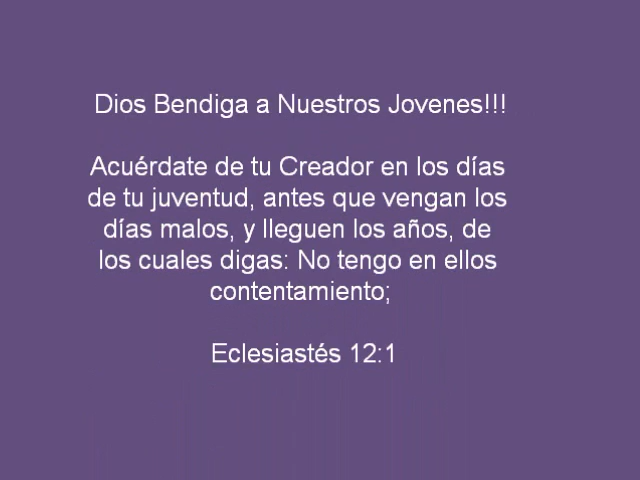 Dios Bendiga a Nuestros Jovenes!!!
Acuérdate de tu Creador en los días
de tu juventud, antes que vengan los
días malos, y lleguen los años, de
los cuales digas: No tengo en ellos
contentamiento;
Eclesiastés 12:1